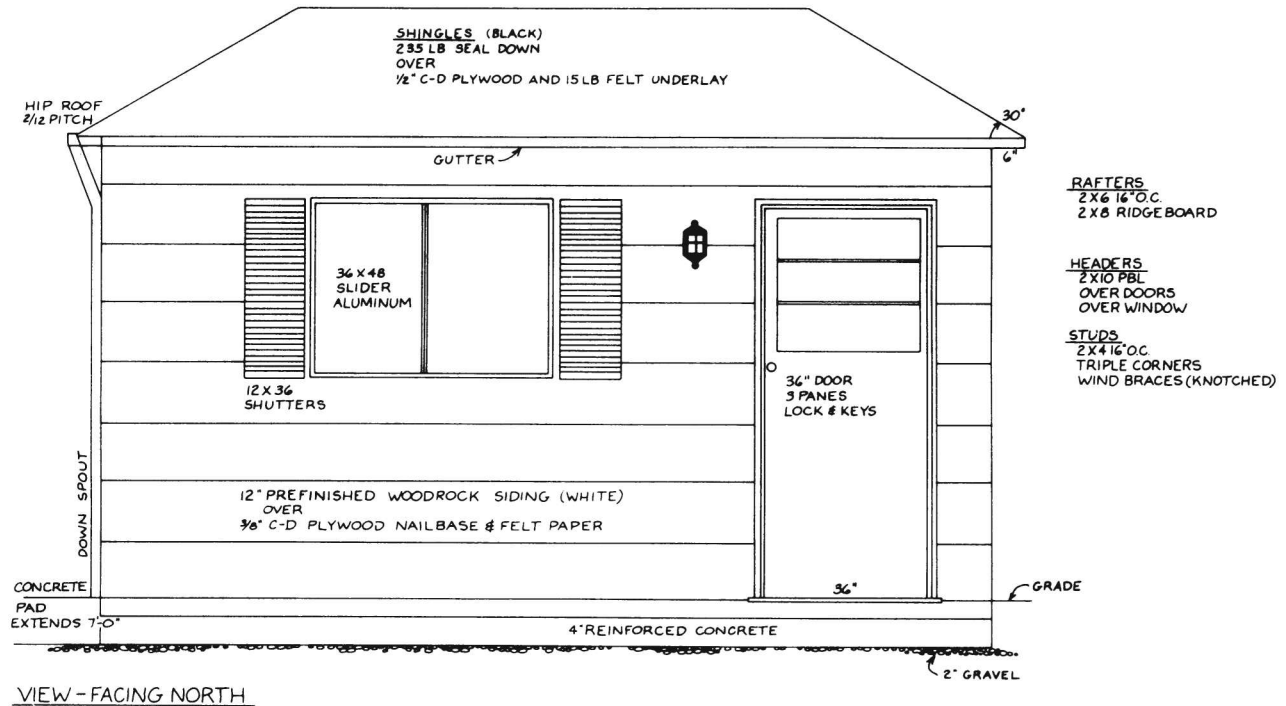 SHINGLES (BLACK)
235 LB SEAL DOWN
OVER
1/2" C-D PLYWOOD AND 15LB FELT UNDERLAY
HIP ROOF
2/12 PITCH
30°
6"
GUTTER
RAFTERS
2X6 16"O.C.
2X8 RIDGEBOARD
HEADERS
2X10 PBL
OVER DOORS
OVER WINDOW
STUDS
2X4 16"O.C.
TRIPLE CORNERS
WIND BRACES (KNOTCHED)
36 X 48
SLIDER
ALUMINUM
12 X 36
SHUTTERS
36" DOOR
3 PANES
LOCK & KEYS
DOWN SPOUT
12" PREFINISHED WOODROCK SIDING (WHITE)
OVER
3/8" C-D PLYWOOD NAILBASE & FELT PAPER
36"
CONCRETE
PAD
EXTENDS 7'-0"
GRADE
4" REINFORCED CONCRETE
2" GRAVEL
VIEW - FACING NORTH